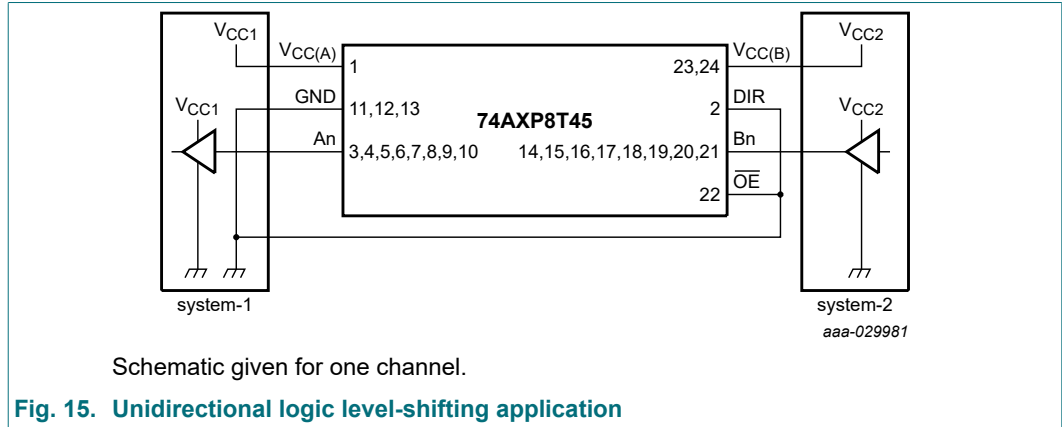 VCC1
VCC(A)
1
23,24
VCC(B)
VCC2
VCC1
GND
11,12,13
74AXP8T45
2
DIR
VCC2
An
3,4,5,6,7,8,9,10
14,15,16,17,18,19,20,21
Bn
22
OE
system-1
system-2
aaa-029981
Schematic given for one channel.
Fig. 15. Unidirectional logic level-shifting application